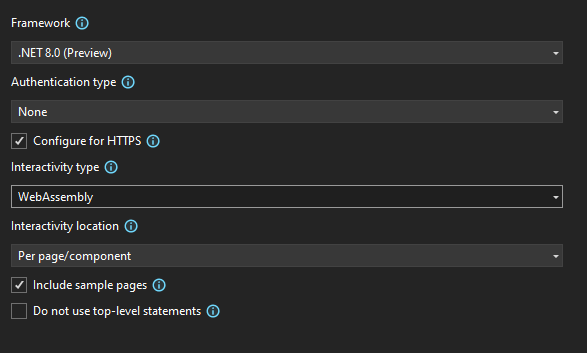 Framework
.NET 8.0 (Preview)
Authentication type
None
Configure for HTTPS
Interactivity type
WebAssembly
Interactivity location
Per page/component
Include sample pages
Do not use top-level statements